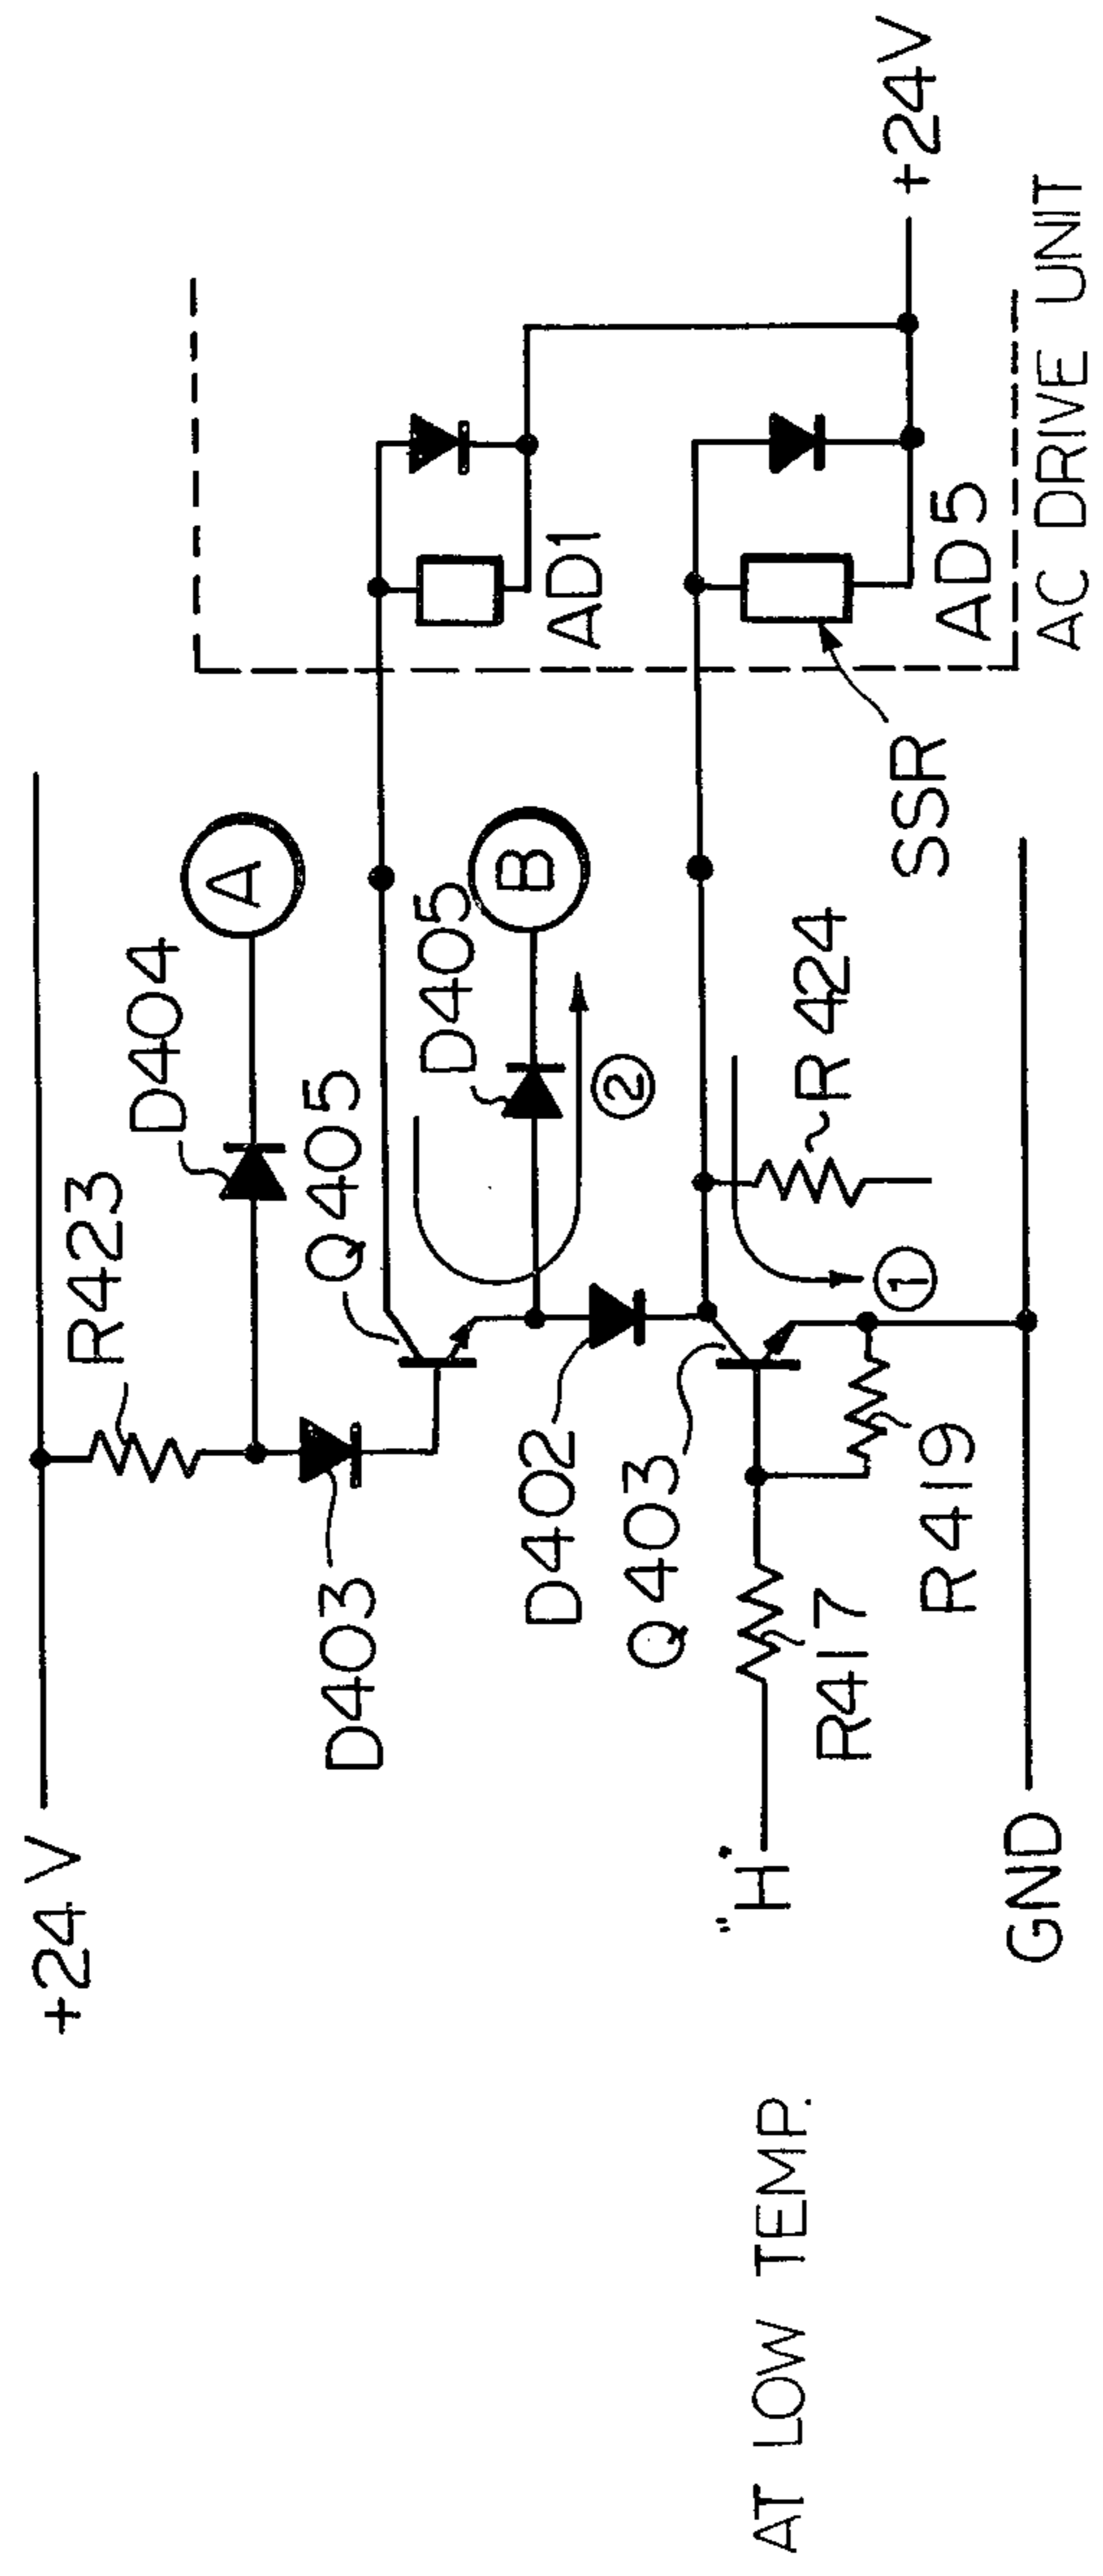 +24V
R423
D404
A
D403
Q405
D405
B
②
AD1
D402
Q403
SSR
AD5
+24V
R424
①
AT LOW TEMP.
"H"
R417
R419
GND
AC DRIVE UNIT